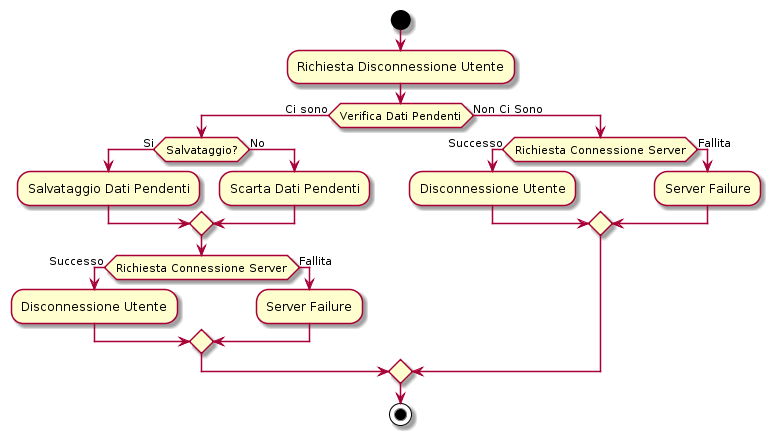 Richiesta Disconnessione Utente
Ci sono
Verifica Dati Pendenti
Non Ci Sono
Si
Salvataggio?
No
Successo
Richiesta Connessione Server
Fallita
Salvataggio Dati Pendenti
Scarta Dati Pendenti
Disconnessione Utente
Server Failure
Successo
Richiesta Connessione Server
Fallita
Disconnessione Utente
Server Failure